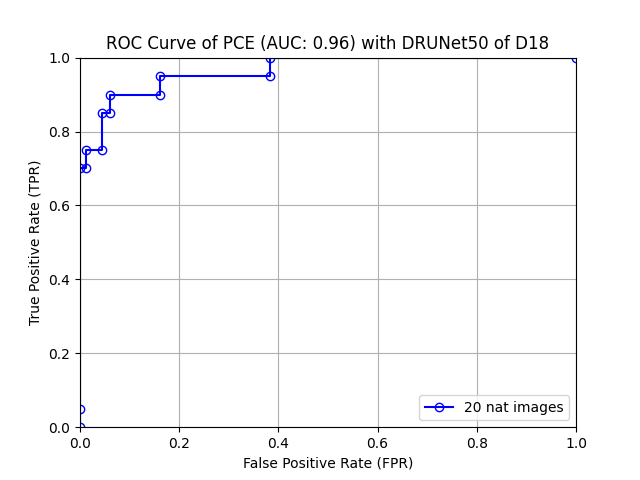 ROC Curve of PCE (AUC: 0.96) with DRUNet50 of D18
1.0
0.8
0.6
0.4
0.2
0.0
True Positive Rate (TPR)
20 nat images
0.0 0.2 0.4 0.6 0.8 1.0
False Positive Rate (FPR)